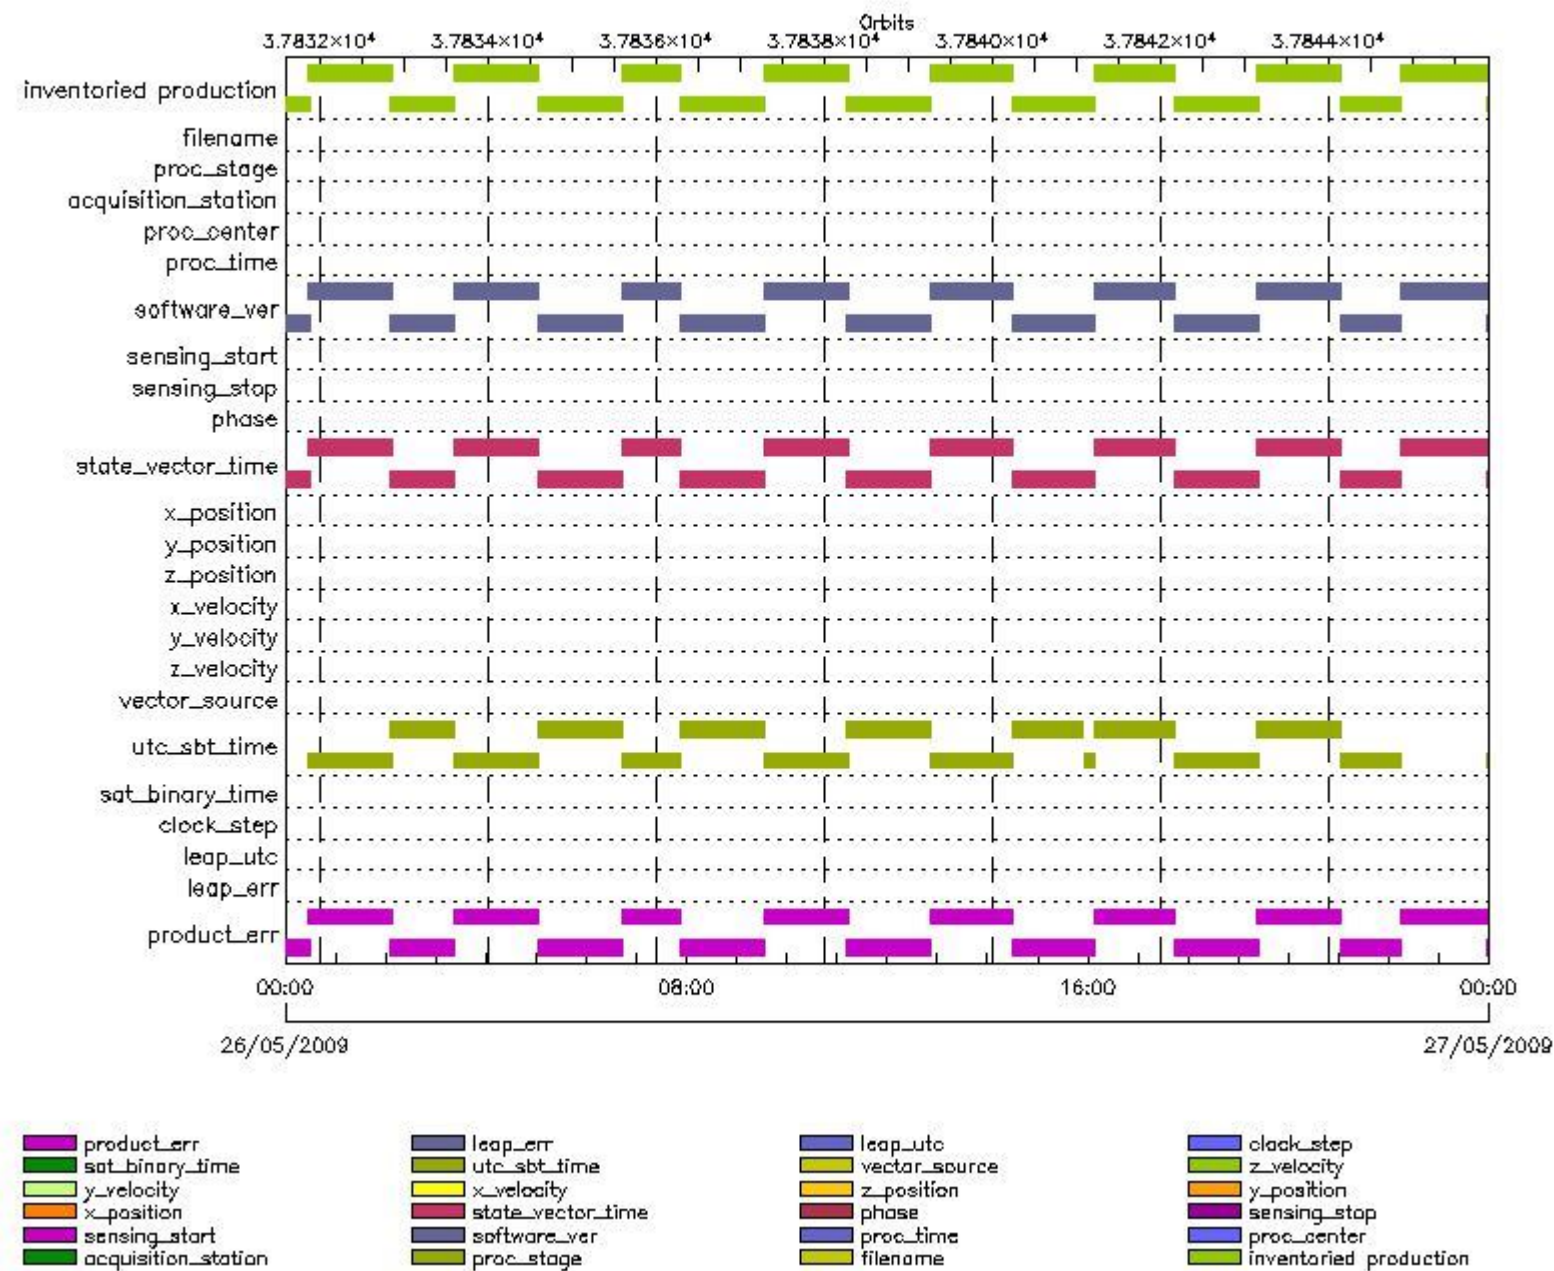 Orbits
3.7832×10⁴ 3.7834×10⁴ 3.7836×10⁴ 3.7838×10⁴ 3.7840×10⁴ 3.7842×10⁴ 3.7844×10⁴
inventoried production
filename
proc_stage
acquisition_station
proc_center
proc_time
software_ver
sensing_start
sensing_stop
phase
state_vector_time
x_position
y_position
z_position
x_velocity
y_velocity
z_velocity
vector_source
utc_sbt_time
sat_binary_time
clock_step
leap_utc
leap_err
product_err
00:00 08:00 16:00 00:00
26/05/2009 27/05/2009
product_err leap_err leap_utc clock_step
sat_binary_time utc_sbt_time vector_source z_velocity
y_velocity x_velocity z_position y_position
x_position state_vector_time phase sensing_stop
sensing_start software_ver proc_time proc_center
acquisition_station proc_stage filename inventoried production